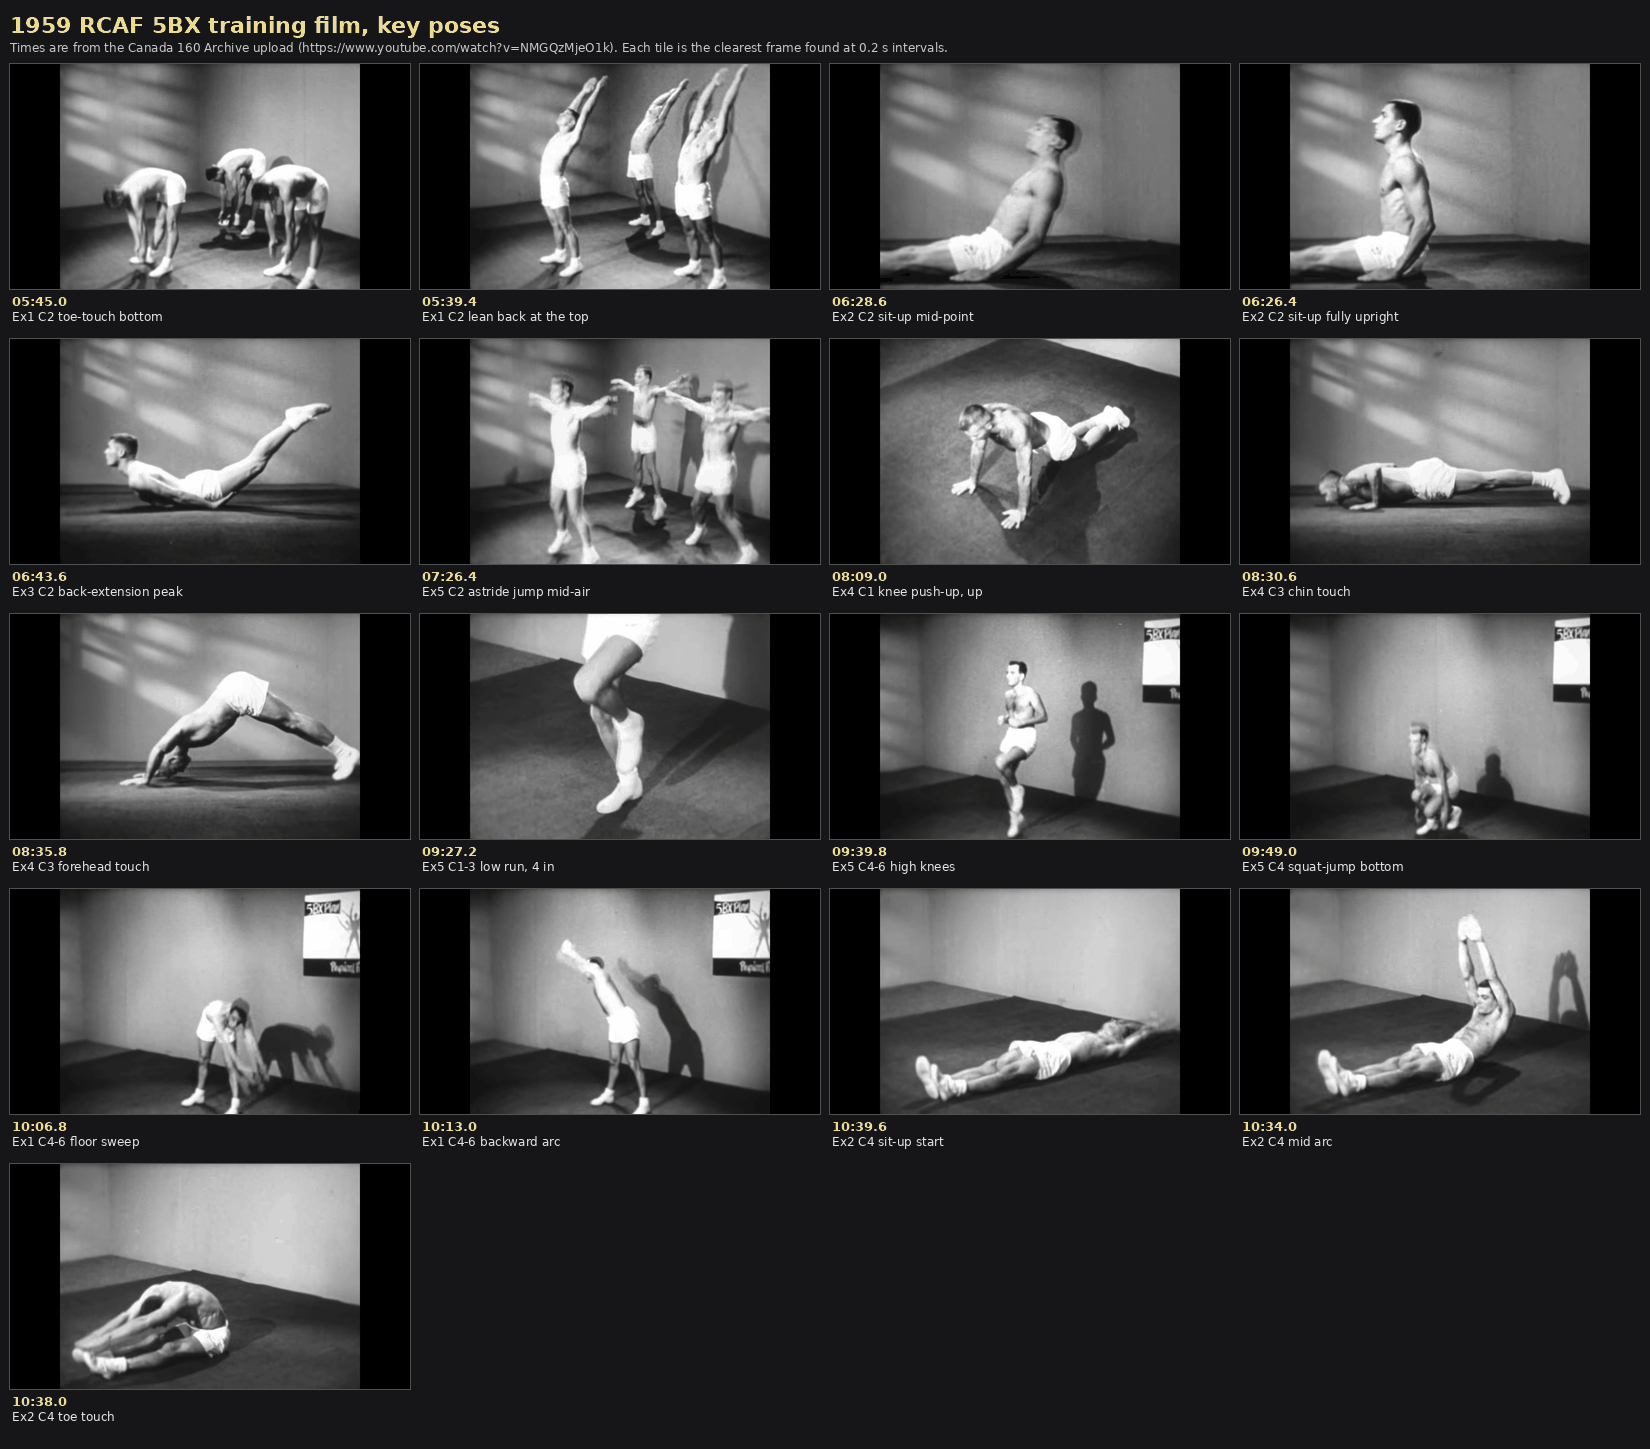 1959 RCAF 5BX training film, key poses
Times are from the Canada 160 Archive upload (https://www.youtube.com/watch?v=NMGQzMjeO1k). Each tile is the clearest frame found at 0.2 s intervals.
05:45.0
Ex1 C2 toe-touch bottom
05:39.4
Ex1 C2 lean back at the top
06:28.6
Ex2 C2 sit-up mid-point
06:26.4
Ex2 C2 sit-up fully upright
06:43.6
Ex3 C2 back-extension peak
07:26.4
Ex5 C2 astride jump mid-air
08:09.0
Ex4 C1 knee push-up, up
08:30.6
Ex4 C3 chin touch
5BX Plan
5BX Plan
08:35.8
Ex4 C3 forehead touch
09:27.2
Ex5 C1-3 low run, 4 in
09:39.8
Ex5 C4-6 high knees
09:49.0
Ex5 C4 squat-jump bottom
5BX Plan
5BX Plan
10:06.8
Ex1 C4-6 floor sweep
10:13.0
Ex1 C4-6 backward arc
10:39.6
Ex2 C4 sit-up start
10:34.0
Ex2 C4 mid arc
10:38.0
Ex2 C4 toe touch